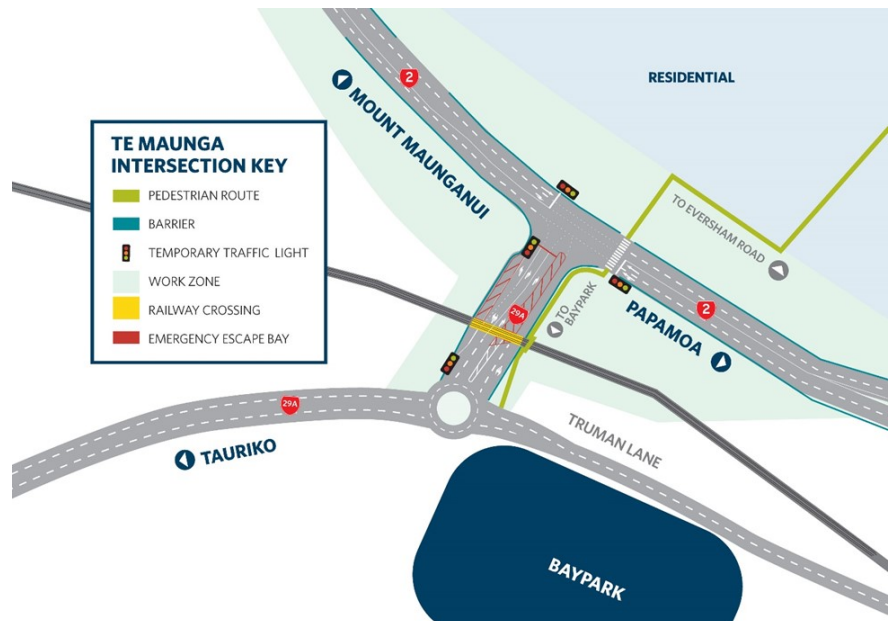 2
MOUNT MAUNGANUI
RESIDENTIAL
TE MAUNGA
INTERSECTION KEY
PEDESTRIAN ROUTE
BARRIER
TEMPORARY TRAFFIC LIGHT
WORK ZONE
RAILWAY CROSSING
EMERGENCY ESCAPE BAY
TO EVERSHAM ROAD
TO
BAYPARK
29A
2
PAPAMOA
29A
TAURIKO
TRUMAN LANE
BAYPARK